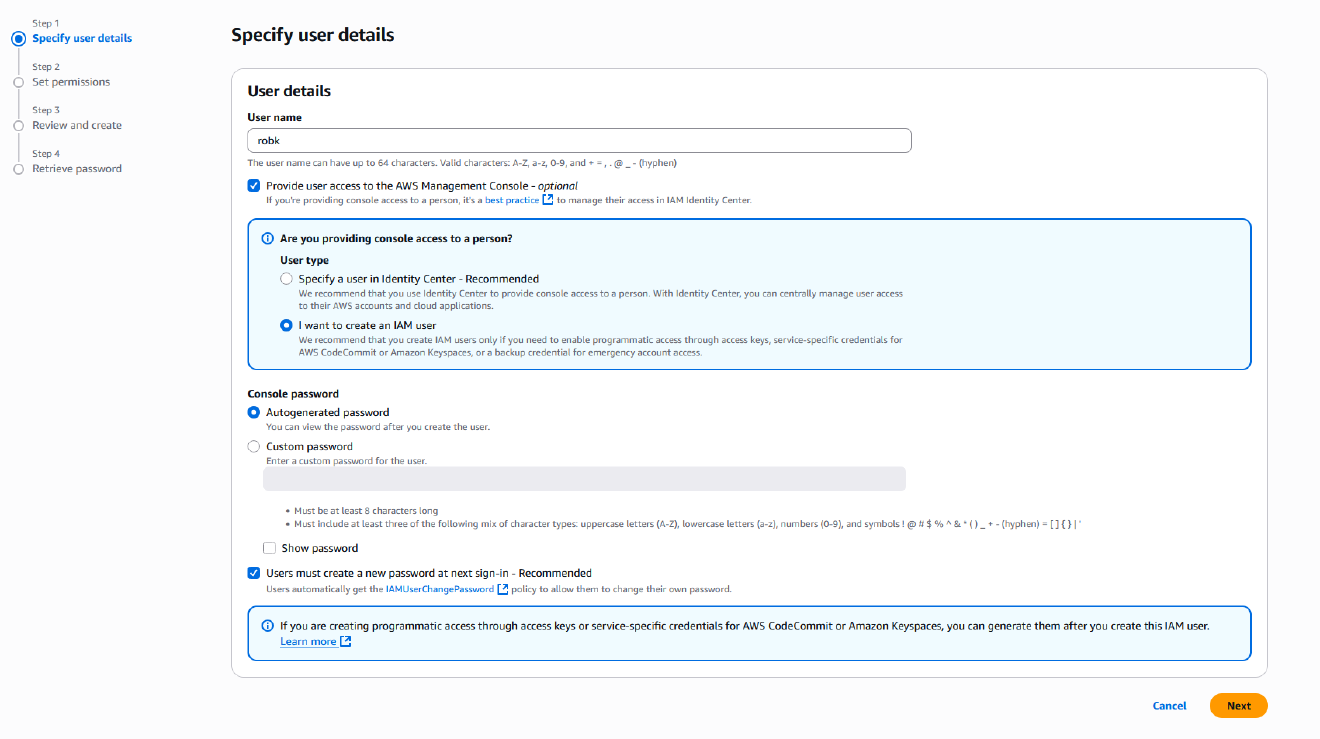 Step 1
Specify user details
Step 2
Set permissions
Step 3
Review and create
Step 4
Retrieve password
Specify user details
User details
User name
robk
The user name can have up to 64 characters. Valid characters: A-Z, a-z, 0-9, and + = , . @ _ - (hyphen)
Provide user access to the AWS Management Console - optional
If you're providing console access to a person, it's a best practice to manage their access in IAM Identity Center.
Are you providing console access to a person?
User type
Specify a user in Identity Center - Recommended
We recommend that you use Identity Center to provide console access to a person. With Identity Center, you can centrally manage user access
to their AWS accounts and cloud applications.
I want to create an IAM user
We recommend that you create IAM users only if you need to enable programmatic access through access keys, service-specific credentials for
AWS CodeCommit or Amazon Keyspaces, or a backup credential for emergency account access.
Console password
Autogenerated password
You can view the password after you create the user.
Custom password
Enter a custom password for the user.
• Must be at least 8 characters long
• Must include at least three of the following mix of character types: uppercase letters (A-Z), lowercase letters (a-z), numbers (0-9), and symbols ! @ # $ % ^ & * ( ) _ + - (hyphen) = [ ] { } | '
Show password
Users must create a new password at next sign-in - Recommended
Users automatically get the IAMUserChangePassword policy to allow them to change their own password.
If you are creating programmatic access through access keys or service-specific credentials for AWS CodeCommit or Amazon Keyspaces, you can generate them after you create this IAM user.
Learn more
Cancel
Next